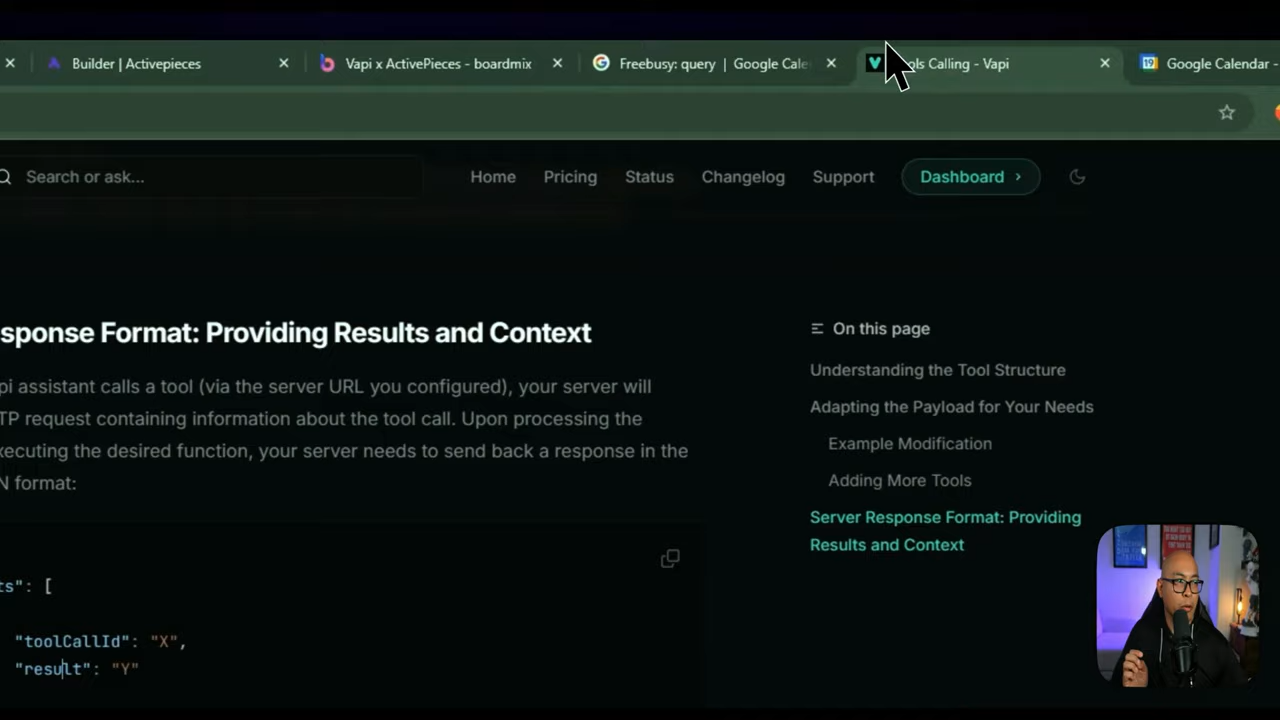 Builder | Activepieces
Vapi x ActivePieces - boardmix
Freebusy: query | Google Cale
ols Calling - Vapi
19
Google Calendar -
Search or ask...
Home
Pricing
Status
Changelog
Support
Dashboard
sponse Format: Providing Results and Context
pi assistant calls a tool (via the server URL you configured), your server will
TP request containing information about the tool call. Upon processing the
xecuting the desired function, your server needs to send back a response in the
N format:
ts": [
"toolCallId": "X",
"result": "Y"
On this page
Understanding the Tool Structure
Adapting the Payload for Your Needs
Example Modification
Adding More Tools
Server Response Format: Providing
Results and Context